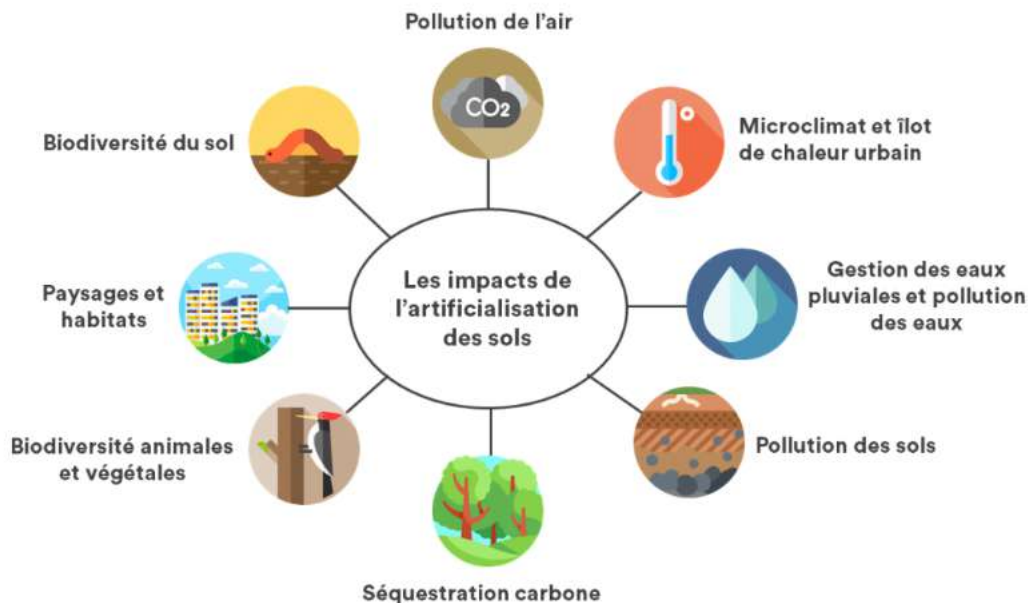 Pollution de l'air
CO2
Biodiversité du sol
Microclimat et îlot
de chaleur urbain
Les impacts de
l'artificialisation
des sols
Paysages et
habitats
Gestion des eaux
pluviales et pollution
des eaux
Biodiversité animales
et végétales
Pollution des sols
Séquestration carbone